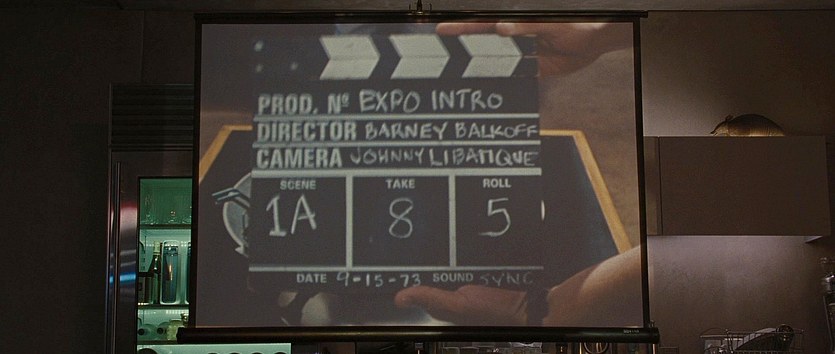 PROD. Nº EXPO INTRO
DIRECTOR BARNEY BALKOFF
CAMERA JOHNNY LIBATIQUE
SCENE TAKE ROLL
1A 8 5
DATE 9-15-73 SOUND SYNC